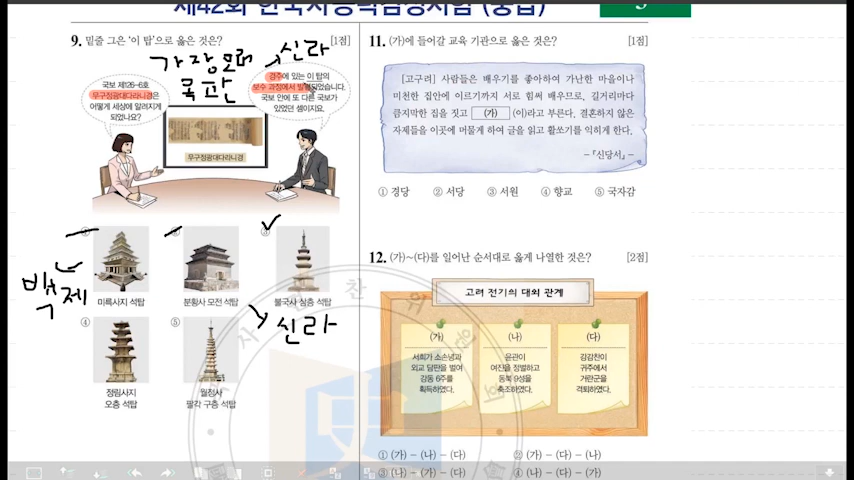 제42회 한국사능력검정시험 (중급)
3
9. 밑줄 그은 '이 탑'으로 옳은 것은? [1점]
가장 오래
목판
신라
국보 제126-6호
무구정광대다라니경은
어떻게 세상에 알려지게
되었나요?
경주에 있는 이 탑의
보수 과정에서 발견되었습니다.
국보 안에 또 다른 국보가
있었던 셈이지요.
무구정광대다라니경
① ② ③
미륵사지 석탑 분황사 모전 석탑 불국사 삼층 석탑
백제
신라
④ ⑤
정림사지
오층 석탑
월정사
팔각 구층 석탑
11. (가)에 들어갈 교육 기관으로 옳은 것은? [1점]
[고구려] 사람들은 배우기를 좋아하여 가난한 마을이나
미천한 집안에 이르기까지 서로 힘써 배우므로, 길거리마다
큼지막한 집을 짓고 (가) (이)라고 부른다. 결혼하지 않은
자제들을 이곳에 머물게 하여 글을 읽고 활쏘기를 익히게 한다.
-『신당서』-
① 경당 ② 서당 ③ 서원 ④ 향교 ⑤ 국자감
12. (가)~(다)를 일어난 순서대로 옳게 나열한 것은? [2점]
고려 전기의 대외 관계
(가) (나) (다)
서희가 소손녕과
외교 담판을 벌여
강동 6주를
획득하였다.
윤관이
여진을 정벌하고
동북 9성을
축조하였다.
강감찬이
귀주에서
거란군을
격퇴하였다.
① (가) - (나) - (다) ② (가) - (다) - (나)
③ (나) - (가) - (다) ④ (나) - (다) - (가)
史